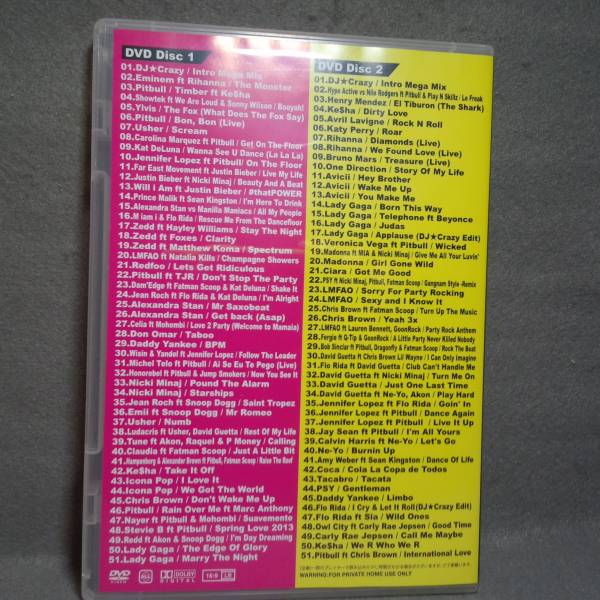 DVD Disc 1
01.DJ★Crazy / Intro Mega Mix
02.Eminem ft Rihanna / The Monster
03.Pitbull / Timber ft Ke$ha
04.Showtek ft We Are Loud & Sonny Wilson / Booyah!
05.Ylvis / The Fox (What Does The Fox Say)
06.Pitbull / Bon, Bon (Live)
07.Usher / Scream
08.Carolina Marquez ft Pitbull / Get On The Floor
09.Kat DeLuna / Wanna See U Dance (La La La)
10.Jennifer Lopez ft Pitbull/ On The Floor
11.Far East Movement ft Justin Bieber / Live My Life
12.Justin Bieber ft Nicki Minaj / Beauty And A Beat
13.Will I Am ft Justin Bieber / #thatPOWER
14.Prince Malik ft Sean Kingston / I'm Here To Drink
15.Alexandra Stan vs Manilla Maniacs / All My People
16.M iam i & Flo Rida / Rescue Me From The Dancefloor
17.Zedd ft Hayley Williams / Stay The Night
18.Zedd ft Foxes / Clarity
19.Zedd ft Matthew Koma / Spectrum
20.LMFAO ft Natalia Kills / Champagne Showers
21.Redfoo / Lets Get Ridiculous
22.Pitbull ft TJR / Don't Stop The Party
23.Dam'Edge ft Fatman Scoop & Kat Deluna / Shake It
24.Jean Roch ft Flo Rida & Kat Deluna / I'm Alright
25.Alexandra Stan / Mr Saxobeat
26.Alexandra Stan / Get back (Asap)
27.Celia ft Mohombi / Love 2 Party (Welcome to Mamaia)
28.Don Omar / Taboo
29.Daddy Yankee / BPM
30.Wisin & Yandel ft Jennifer Lopez / Follow The Leader
31.Michel Telo ft Pitbull / Ai Se Eu Te Pego (Live)
32.Honorebel ft Pitbull & Jump Smokers / Now You See It
33.Nicki Minaj / Pound The Alarm
34.Nicki Minaj / Starships
35.Jean Roch ft Snoop Dogg / Saint Tropez
36.Emii ft Snoop Dogg / Mr Romeo
37.Usher / Numb
38.Ludacris ft Usher, David Guetta / Rest Of My Life
39.Tune ft Akon, Raquel & P Money / Calling
40.Claudia ft Fatman Scoop / Just A Little Bit
41.Humpenberg & Alexander Brown ft Pitbull, Fatman Scoop / Raise The Roof
42.Ke$ha / Take It Off
43.Icona Pop / I Love It
44.Icona Pop / We Got The World
45.Chris Brown / Don't Wake Me Up
46.Pitbull / Rain Over Me ft Marc Anthony
47.Nayer ft Pitbull & Mohombi / Suavemente
48.Stevie B ft Pitbull / Spring Love 2013
49.Redd ft Akon & Snoop Dogg / I'm Day Dreaming
50.Lady Gaga / The Edge Of Glory
51.Lady Gaga / Marry The Night
DVD
DOLBY
DIGITAL
16:9 LB
DVD Disc 2
01.DJ★Crazy / Intro Mega Mix
02.Hype Active vs Nile Rodgers ft Pitbull & Play N Skillz / Le Freak
03.Henry Mendez / El Tiburon (The Shark)
04.Ke$ha / Dirty Love
05.Avril Lavigne / Rock N Roll
06.Katy Perry / Roar
07.Rihanna / Diamonds (Live)
08.Rihanna / We Found Love (Live)
09.Bruno Mars / Treasure (Live)
10.One Direction / Story Of My Life
11.Avicii / Hey Brother
12.Avicii / Wake Me Up
13.Avicii / You Make Me
14.Lady Gaga / Born This Way
15.Lady Gaga / Telephone ft Beyonce
16.Lady Gaga / Judas
17.Lady Gaga / Applause (DJ★Crazy Edit)
18.Veronica Vega ft Pitbull / Wicked
19.Madonna ft MIA & Nicki Minaj / Give Me All Your Luvin'
20.Madonna / Girl Gone Wild
21.Ciara / Got Me Good
22.PSY ft Nicki Minaj, Pitbull, Fatman Scoop / Gangnam Style -Remix
23.LMFAO / Sorry For Party Rocking
24.LMFAO / Sexy and I Know It
25.Chris Brown ft Fatman Scoop / Turn Up The Music
26.Chris Brown / Yeah 3x
27.LMFAO ft Lauren Bennett, GoonRock / Party Rock Anthem
28.Fergie ft Q-Tip & GoonRock / A Little Party Never Killed Nobody
29.Bob Sinclar ft Pitbull, Dragonfly & Fatman Scoop / Rock The Beat
30.David Guetta ft Chris Brown Lil Wayne / I Can Only Imagine
31.Flo Rida ft David Guetta / Club Can't Handle Me
32.David Guetta ft Nicki Minaj / Turn Me On
33.David Guetta / Just One Last Time
34.David Guetta ft Ne-Yo, Akon / Play Hard
35.Jennifer Lopez ft Flo Rida / Goin' In
36.Jennifer Lopez ft Pitbull / Dance Again
37.Jennifer Lopez ft Pitbull / Live It Up
38.Jay Sean ft Pitbull / I'm All Yours
39.Calvin Harris ft Ne-Yo / Let's Go
40.Ne-Yo / Burnin Up
41.Amy Weber ft Sean Kingston / Dance Of Life
42.Coca / Cola La Copa de Todos
43.Tacabro / Tacata
44.PSY / Gentleman
45.Daddy Yankee / Limbo
46.Flo Rida / I Cry & Let It Roll(DJ★Crazy Edit)
47.Flo Rida ft Sia / Wild Ones
48.Owl City ft Carly Rae Jepsen / Good Time
49.Carly Rae Jepsen / Call Me Maybe
50.Ke$ha / We R Who We R
51.Pitbull ft Chris Brown / International Love
WARNING:FOR PRIVATE HOME USE ONLY